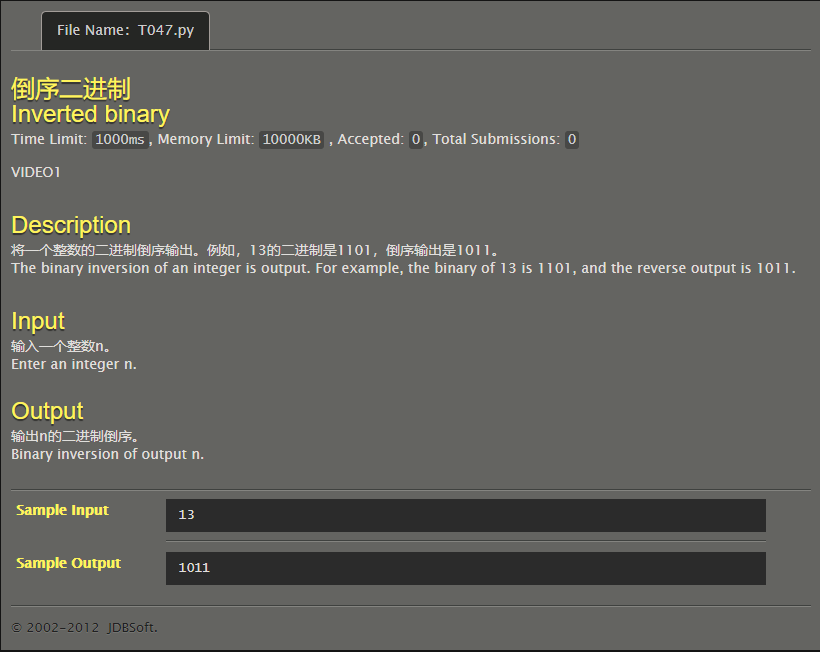 File Name: T047.py
倒序二进制
Inverted binary
Time Limit: 1000ms, Memory Limit: 10000KB , Accepted: 0, Total Submissions: 0
VIDEO1
Description
将一个整数的二进制倒序输出。例如，13的二进制是1101，倒序输出是1011。
The binary inversion of an integer is output. For example, the binary of 13 is 1101, and the reverse output is 1011.
Input
输入一个整数n。
Enter an integer n.
Output
输出n的二进制倒序。
Binary inversion of output n.
Sample Input 13
Sample Output 1011
© 2002-2012 JDBSoft.